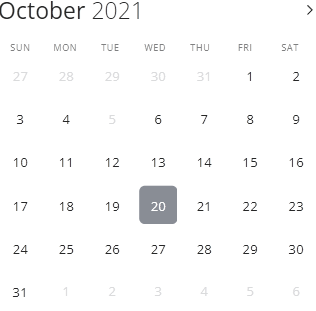 October 2021
SUN MON TUE WED THU FRI SAT
27 28 29 30 31 1 2
3 4 5 6 7 8 9
10 11 12 13 14 15 16
17 18 19 20 21 22 23
24 25 26 27 28 29 30
31 1 2 3 4 5 6